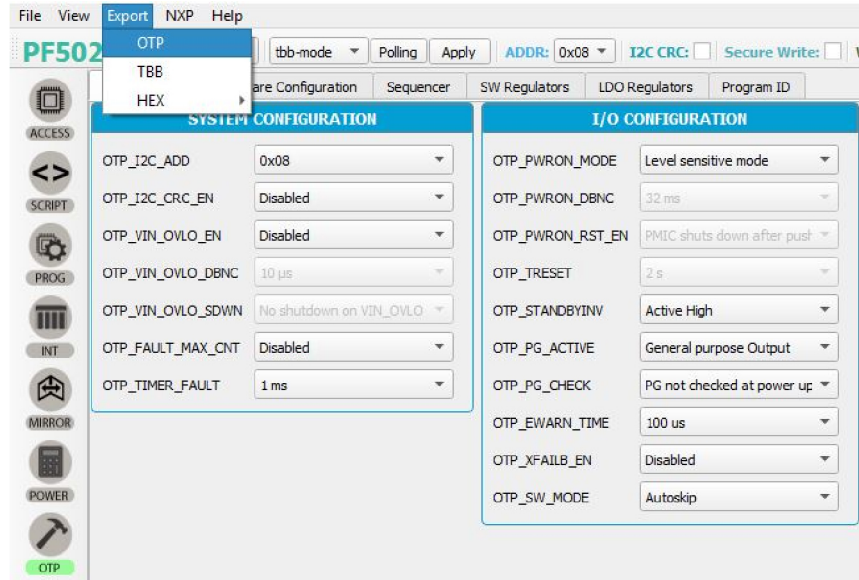 File View Export NXP Help
PF502 tbb-mode Polling Apply ADDR: 0x08 I2C CRC: Secure Write:
OTP
TBB
HEX
are Configuration Sequencer SW Regulators LDO Regulators Program ID
ACCESS
SCRIPT
PROG
INT
MIRROR
POWER
OTP
SYSTEM CONFIGURATION
OTP_I2C_ADD 0x08
OTP_I2C_CRC_EN Disabled
OTP_VIN_OVLO_EN Disabled
OTP_VIN_OVLO_DBNC 10 µs
OTP_VIN_OVLO_SDWN No shutdown on VIN_OVLO
OTP_FAULT_MAX_CNT Disabled
OTP_TIMER_FAULT 1 ms
I/O CONFIGURATION
OTP_PWRON_MODE Level sensitive mode
OTP_PWRON_DBNC 32 ms
OTP_PWRON_RST_EN PMIC shuts down after push
OTP_TRESET 2 s
OTP_STANDBYINV Active High
OTP_PG_ACTIVE General purpose Output
OTP_PG_CHECK PG not checked at power up
OTP_EWARN_TIME 100 us
OTP_XFAILB_EN Disabled
OTP_SW_MODE Autoskip